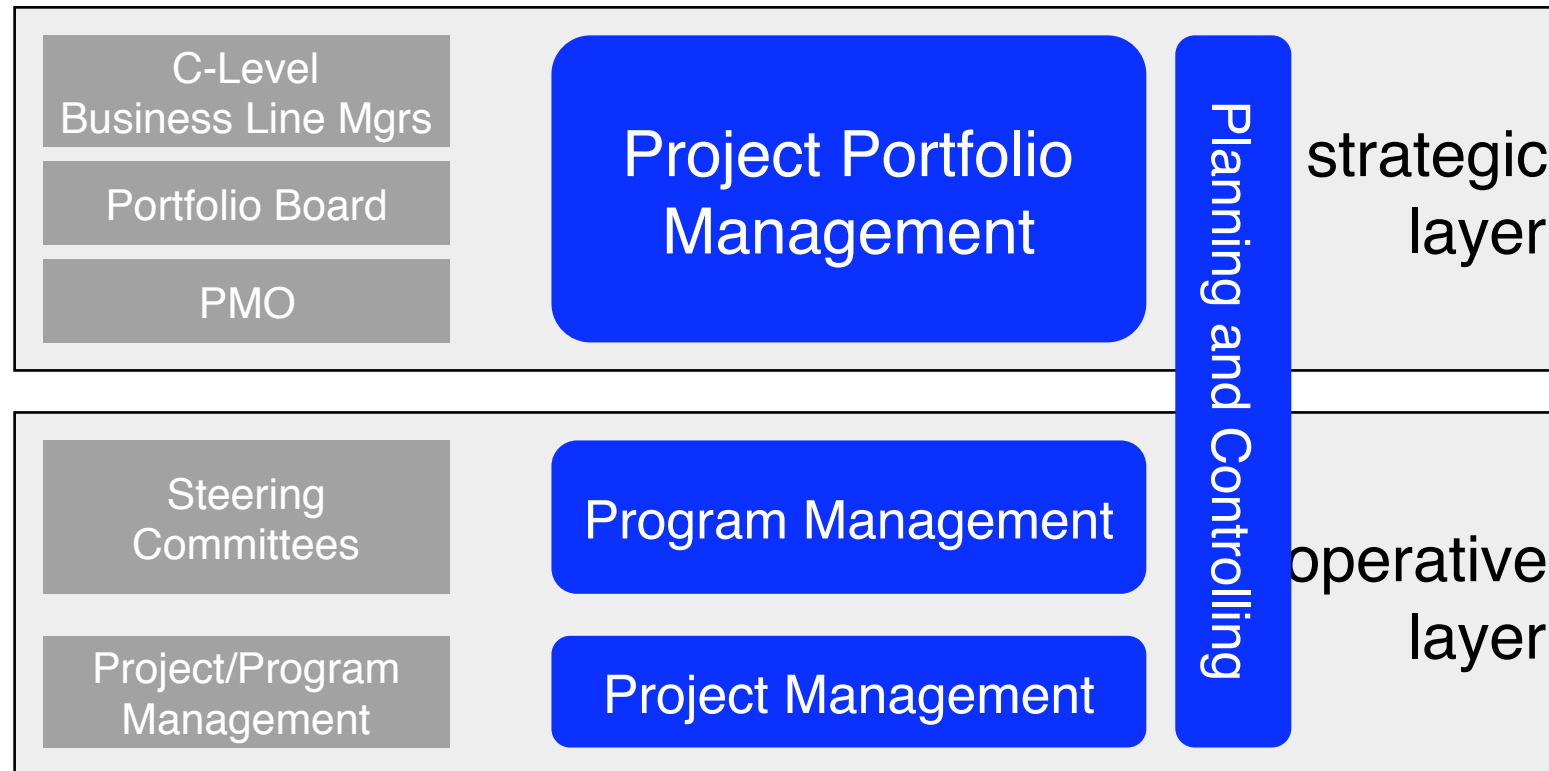 C-Level
Business Line Mgrs
Portfolio Board
PMO
Project Portfolio
Management
Planning and Controlling
strategic
layer
Steering
Committees
Project/Program
Management
Program Management
Project Management
operative
layer